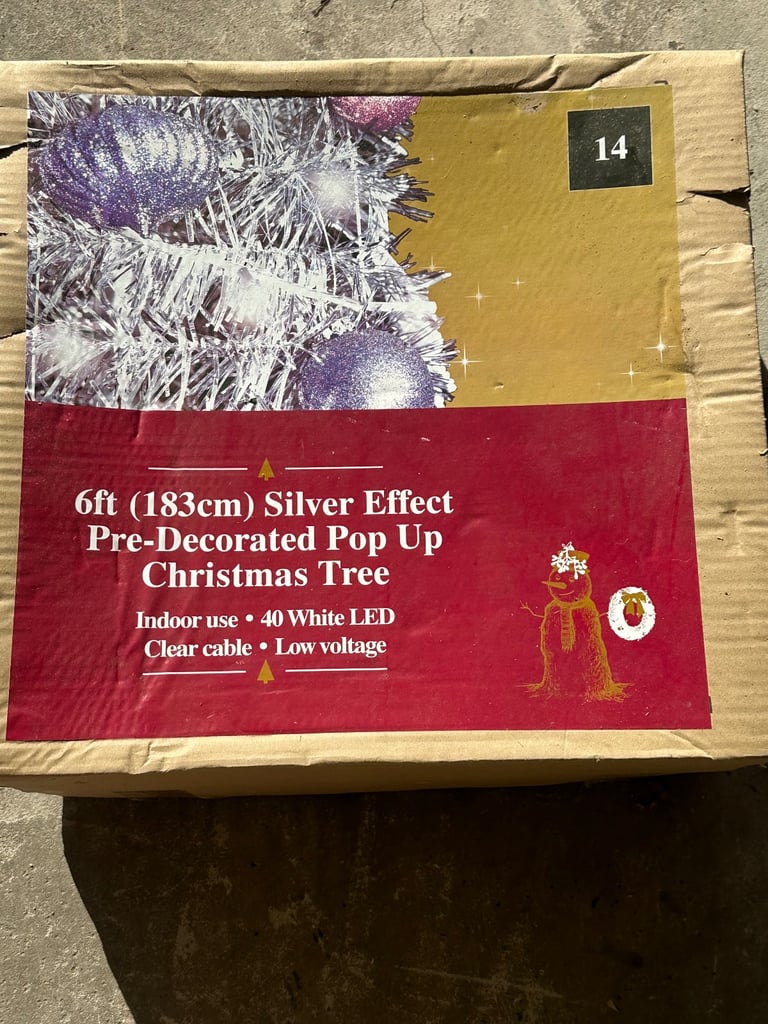 14
6ft (183cm) Silver Effect
Pre-Decorated Pop Up
Christmas Tree
Indoor use • 40 White LED
Clear cable • Low voltage